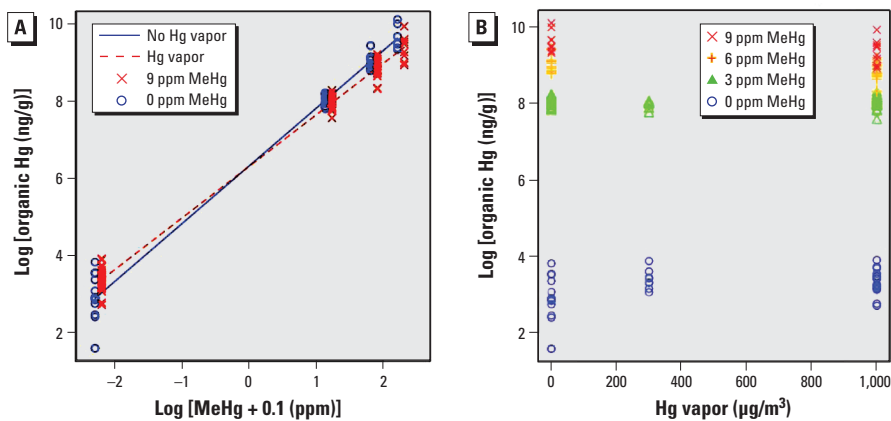 A
No Hg vapor
Hg vapor
9 ppm MeHg
0 ppm MeHg
10
8
6
4
2
−2
−1
0
1
2
Log [organic Hg (ng/g)]
Log [MeHg + 0.1 (ppm)]
B
9 ppm MeHg
6 ppm MeHg
3 ppm MeHg
0 ppm MeHg
10
8
6
4
2
0
200
400
600
800
1,000
Log [organic Hg (ng/g)]
Hg vapor (µg/m³)